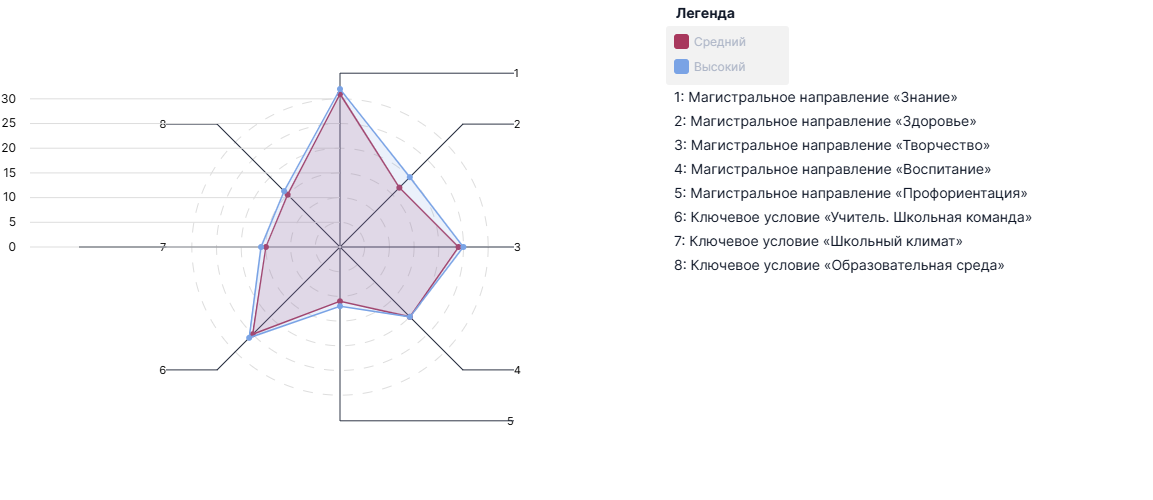 Легенда
Средний
Высокий
1: Магистральное направление «Знание»
2: Магистральное направление «Здоровье»
3: Магистральное направление «Творчество»
4: Магистральное направление «Воспитание»
5: Магистральное направление «Профориентация»
6: Ключевое условие «Учитель. Школьная команда»
7: Ключевое условие «Школьный климат»
8: Ключевое условие «Образовательная среда»
30
25
20
15
10
5
0
1
2
3
4
5
6
7
8